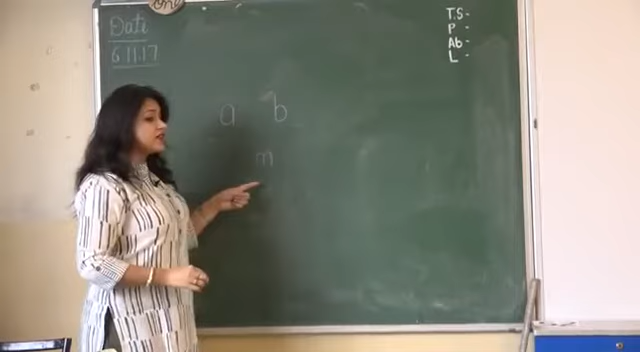 Date
6.11.17
T.S-
P -
Ab-
L -
a b
m